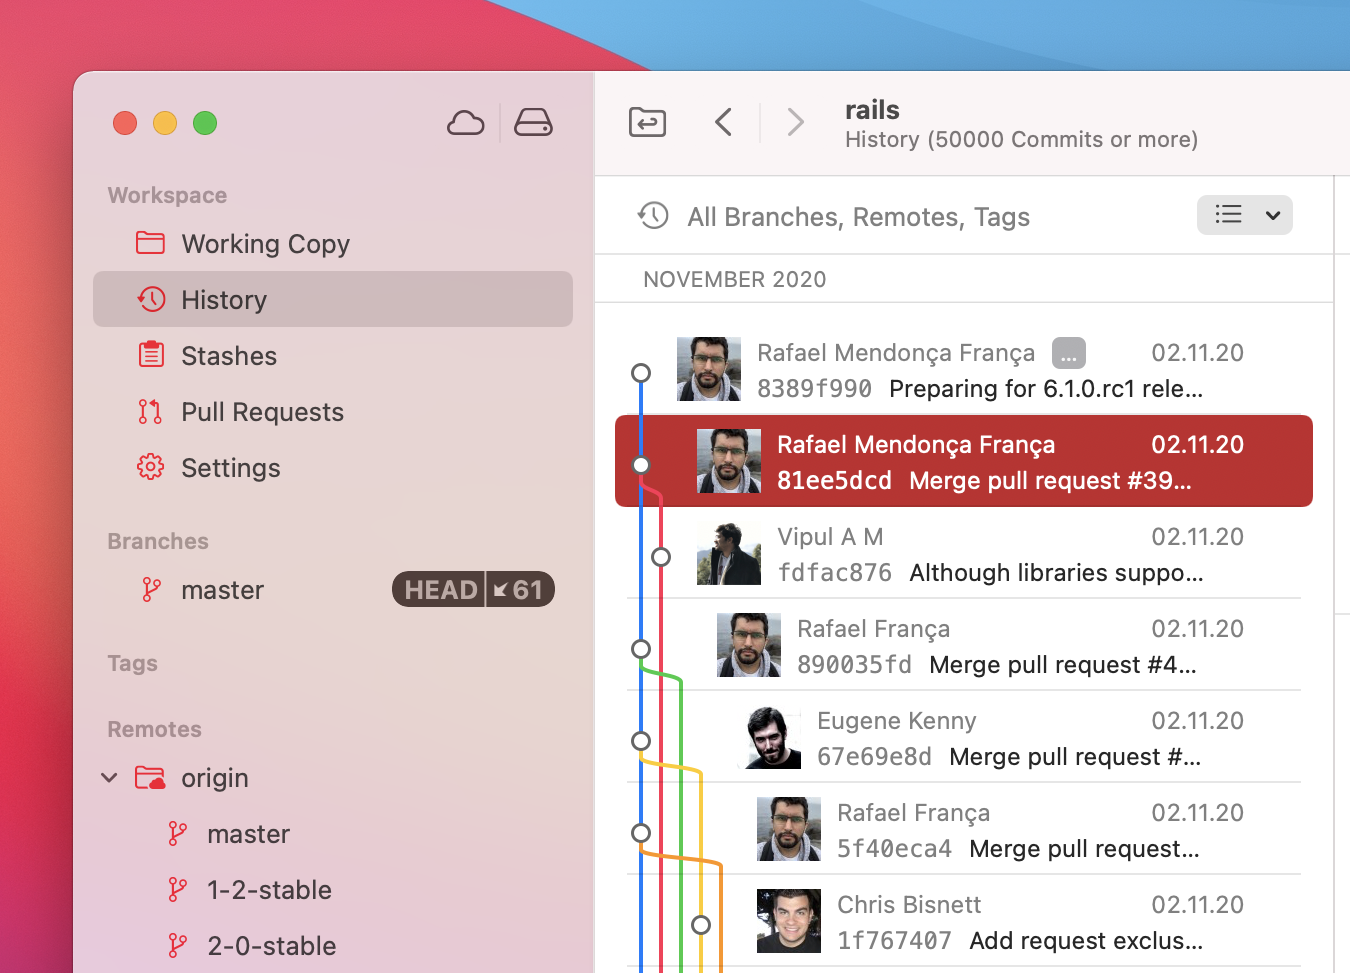 rails
History (50000 Commits or more)
Workspace
Working Copy
History
Stashes
Pull Requests
Settings
Branches
master HEAD 61
Tags
Remotes
origin
master
1-2-stable
2-0-stable
All Branches, Remotes, Tags
NOVEMBER 2020
Rafael Mendonça França ... 02.11.20
8389f990 Preparing for 6.1.0.rc1 rele...
Rafael Mendonça França 02.11.20
81ee5dcd Merge pull request #39...
Vipul A M 02.11.20
fdfac876 Although libraries suppo...
Rafael França 02.11.20
890035fd Merge pull request #4...
Eugene Kenny 02.11.20
67e69e8d Merge pull request #...
Rafael França 02.11.20
5f40eca4 Merge pull request...
Chris Bisnett 02.11.20
1f767407 Add request exclus...